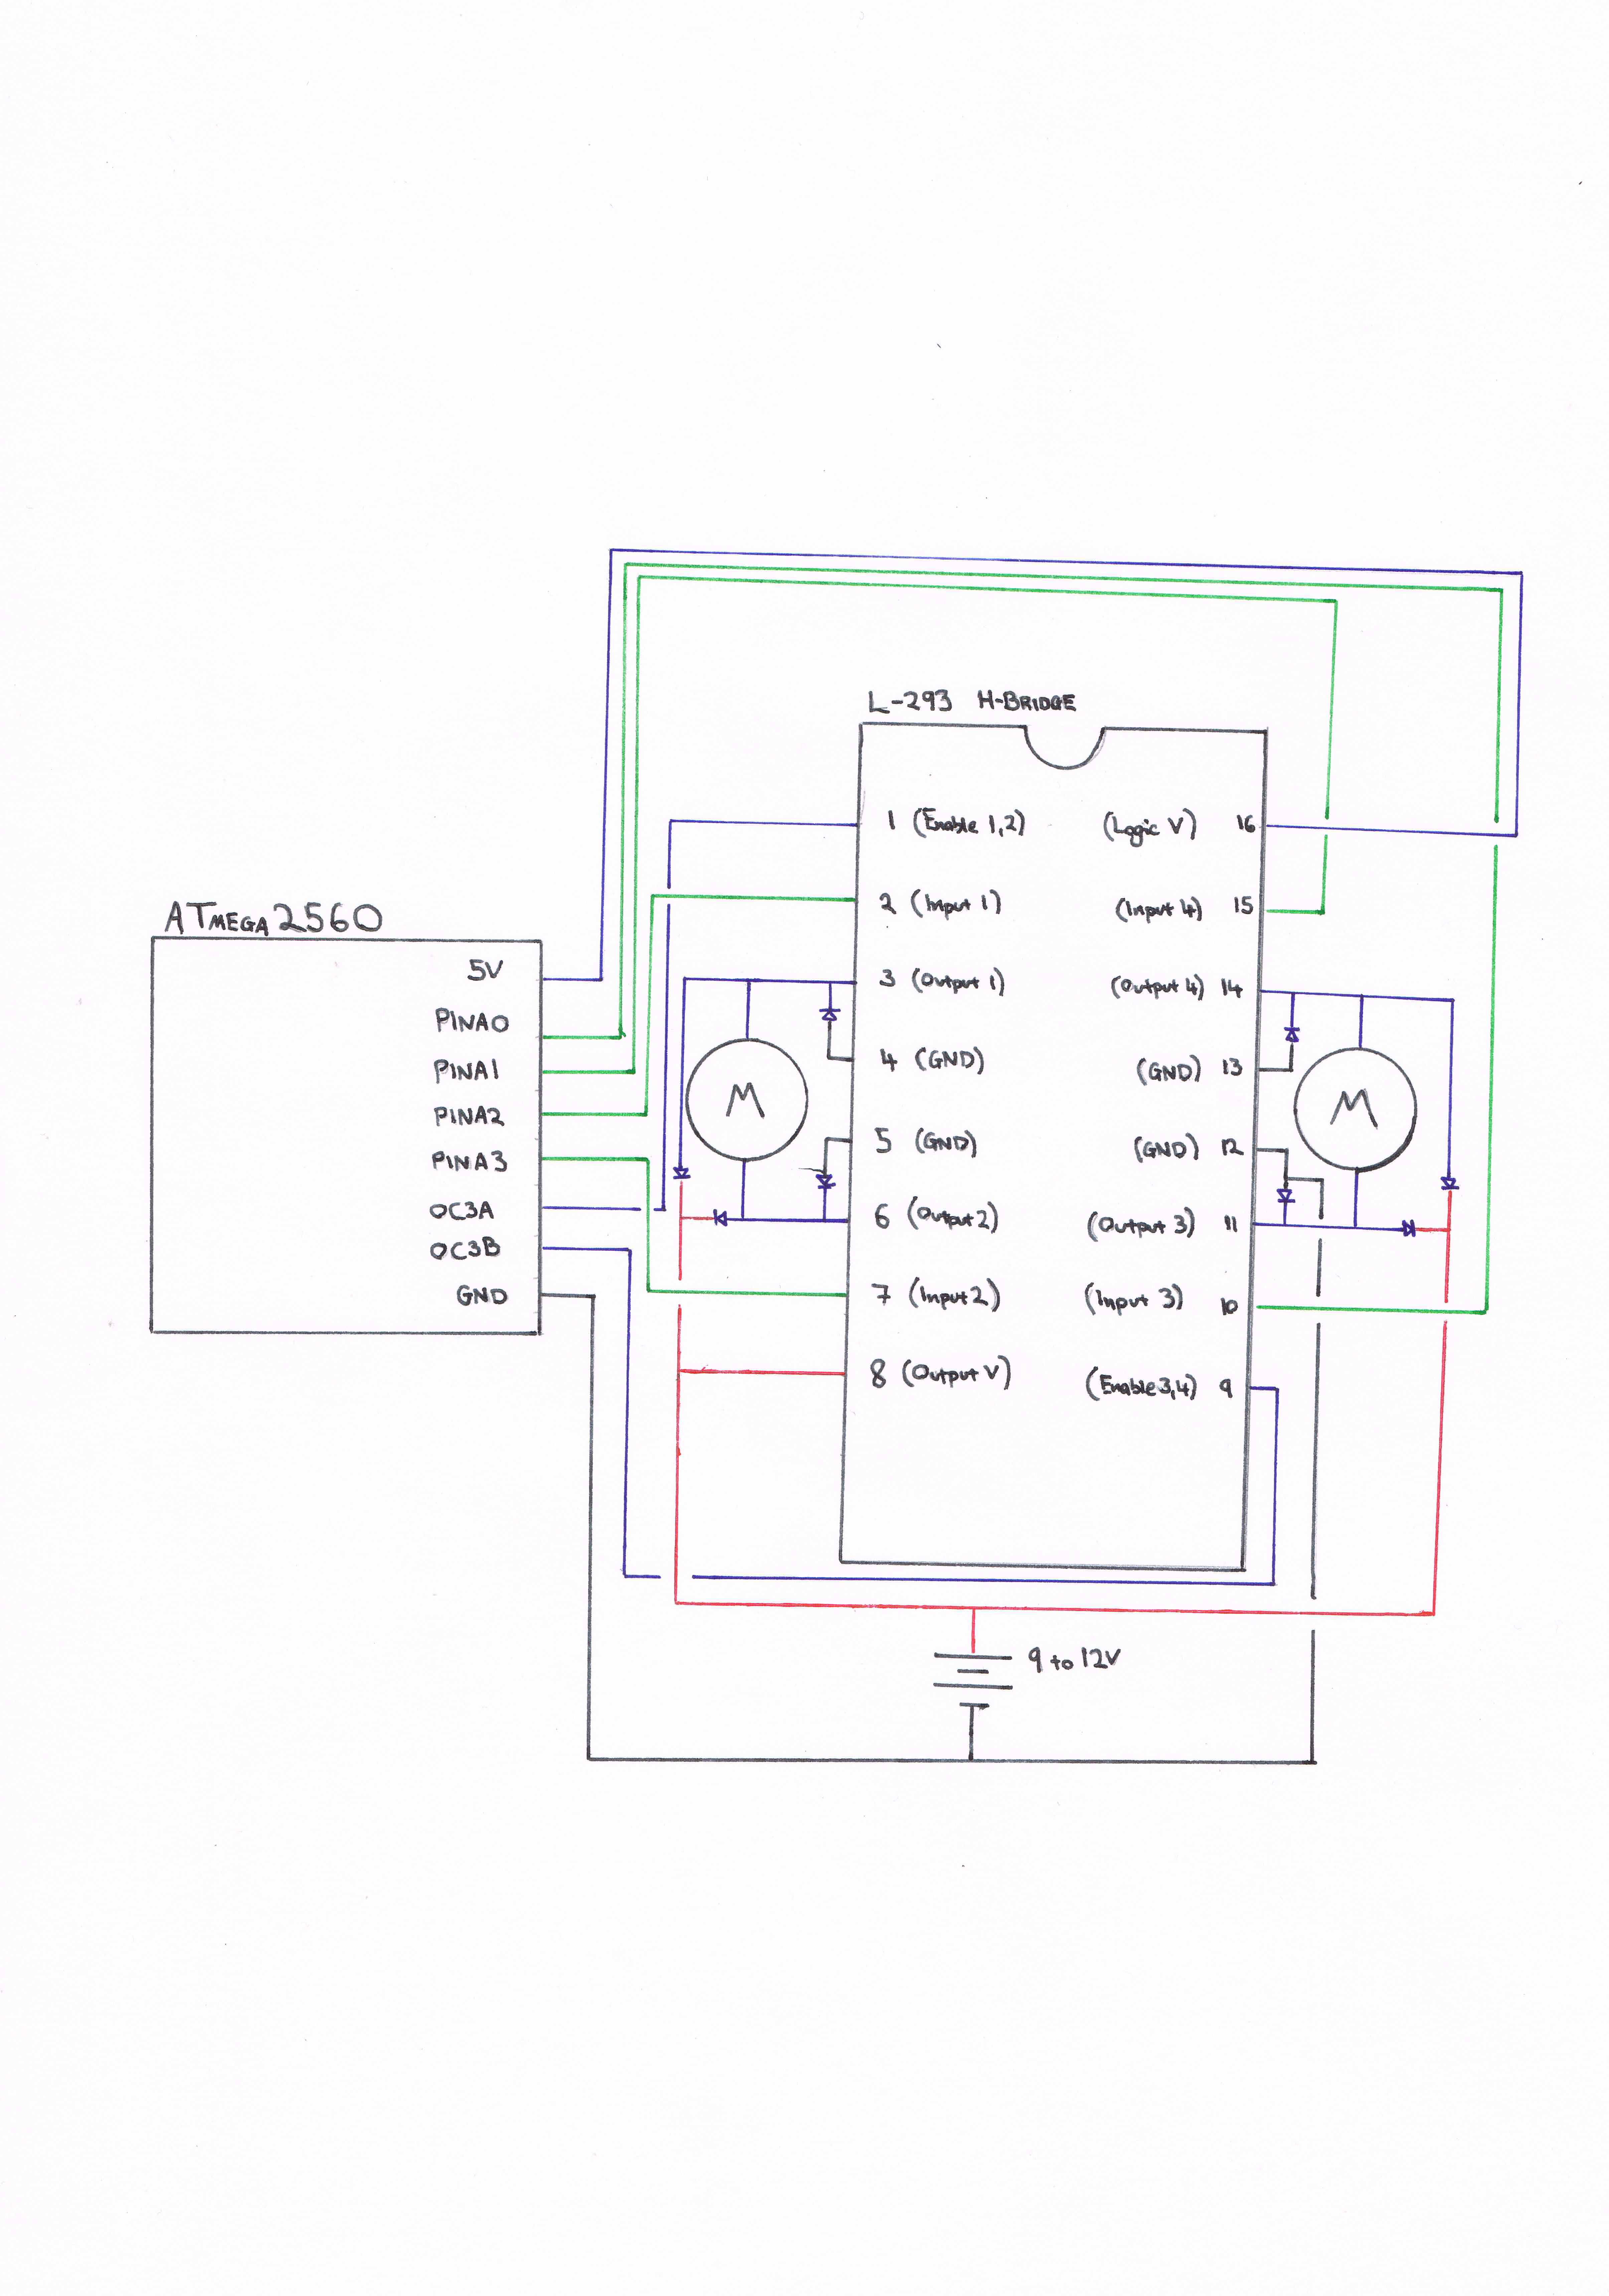 L-293 H-BRIDGE
1 (Enable 1,2)
(Logic V) 16
2 (Input 1)
(Input 4) 15
3 (Output 1)
(Output 4) 14
4 (GND)
(GND) 13
5 (GND)
(GND) 12
6 (Output 2)
(Output 3) 11
7 (Input 2)
(Input 3) 10
8 (Output V)
(Enable 3,4) 9
ATMEGA2560
5V
PINA0
PINA1
PINA2
PINA3
OC3A
OC3B
GND
M
M
9 to 12V